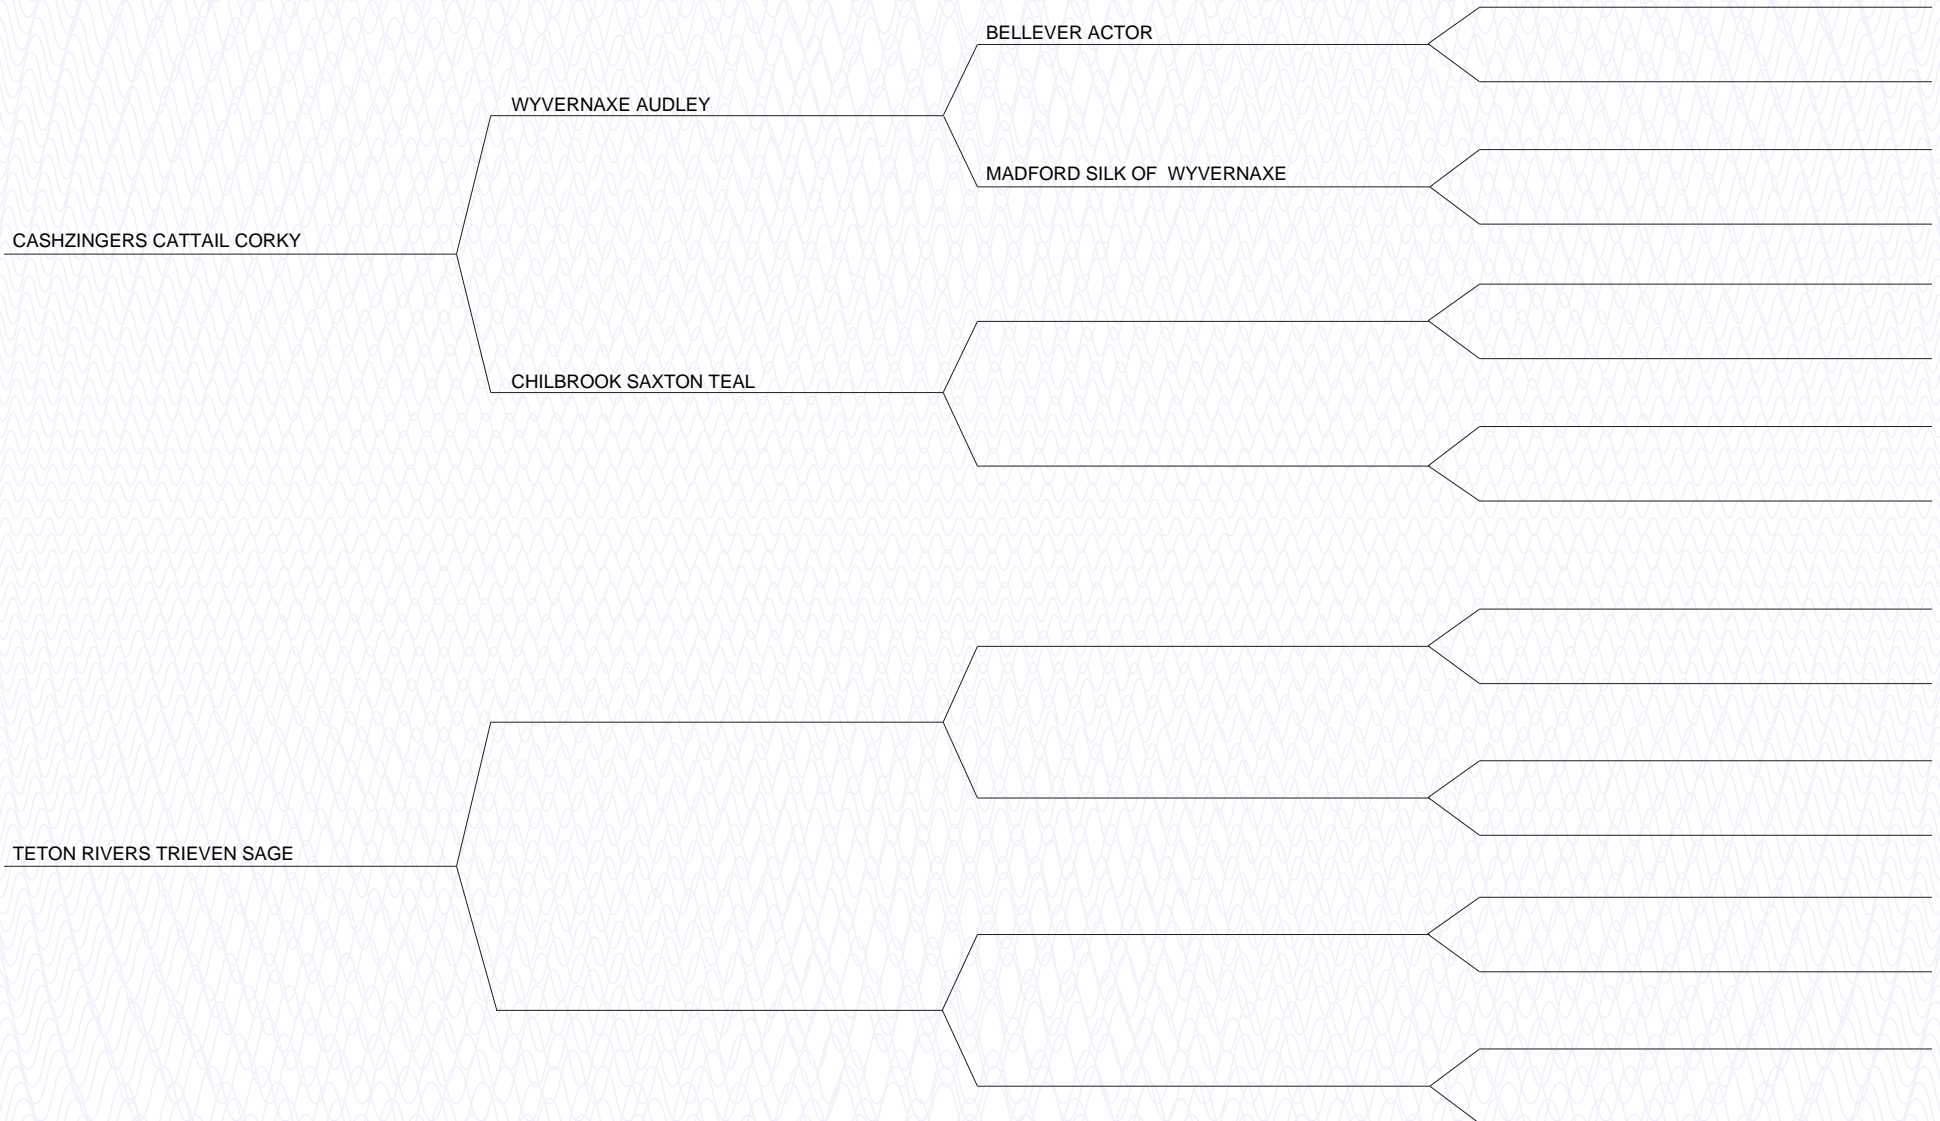 BELLEVER ACTOR
WYVERNAXE AUDLEY
MADFORD SILK OF  WYVERNAXE
CASHZINGERS CATTAIL CORKY
CHILBROOK SAXTON TEAL
TETON RIVERS TRIEVEN SAGE